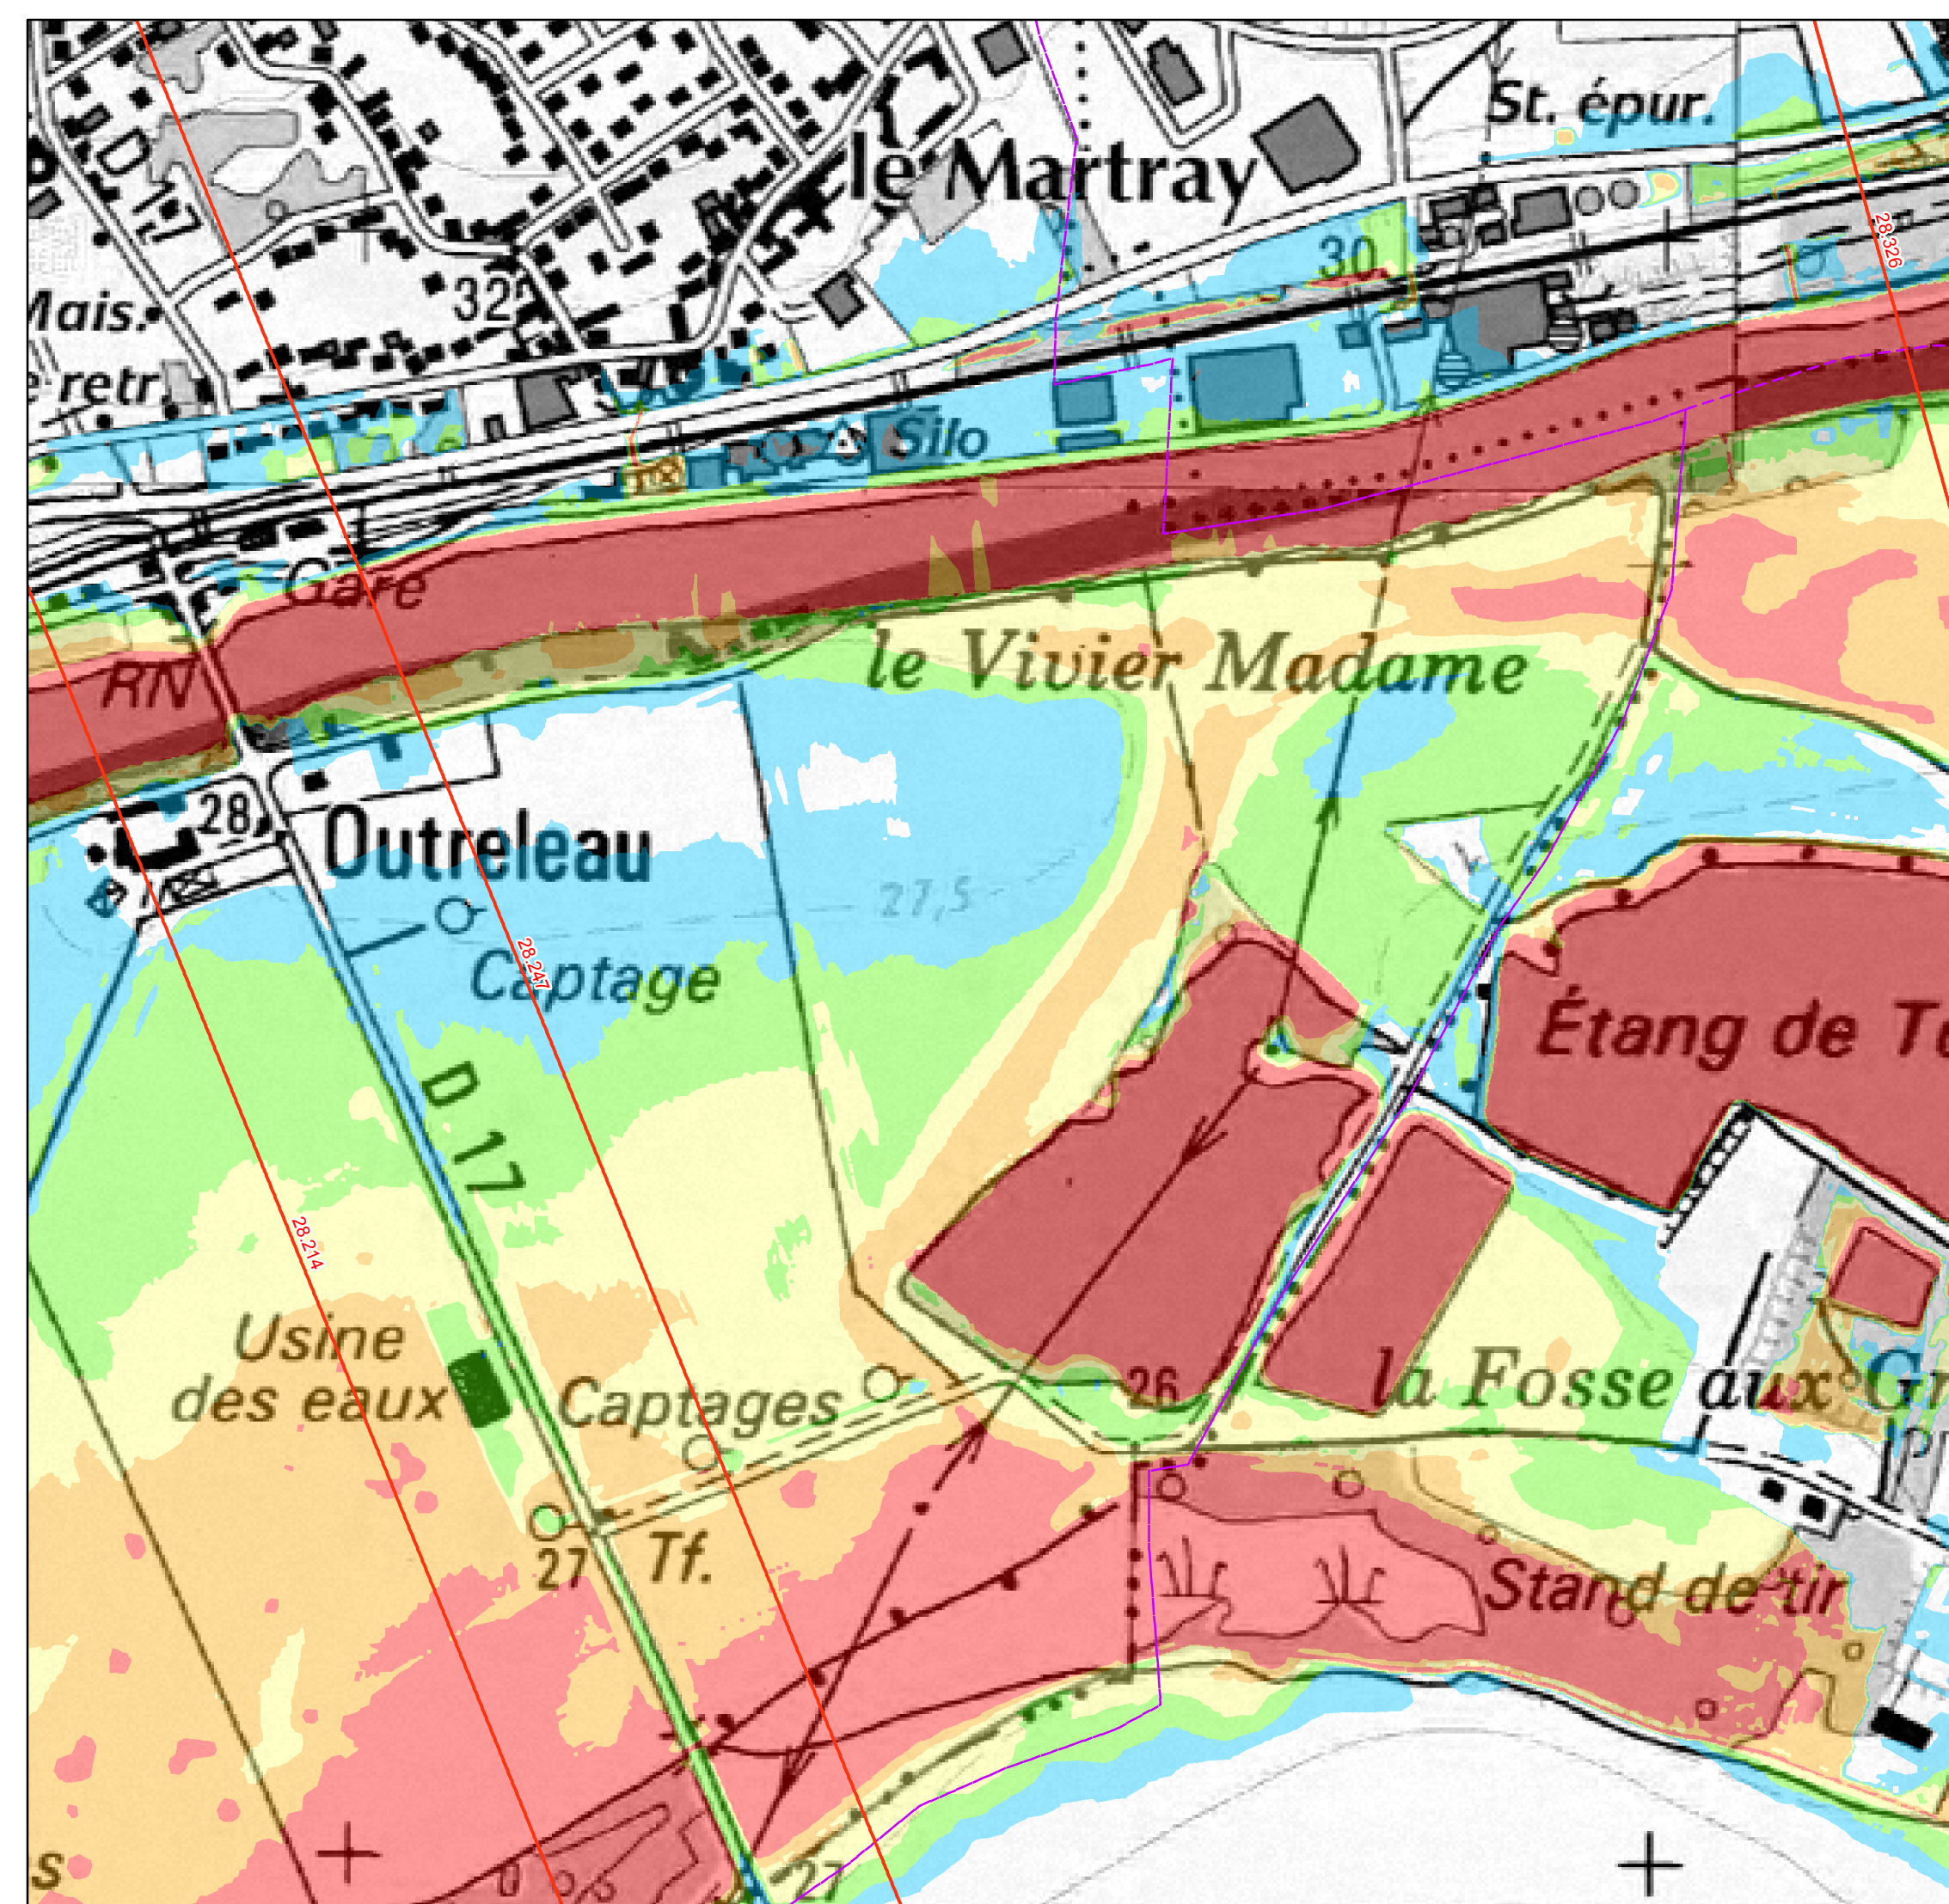 St. épur.
le Martray
D 17
30
28.326
32
Mais.
e retr.
Silo
Gare
RN
le Vivier Madame
28
Outreleau
27,5
Captage
28.247
Étang de
D 17
28.214
Usine
des eaux
Captages
26
la Fosse aux Gr
27
Tf.
Stand de tir
s
27